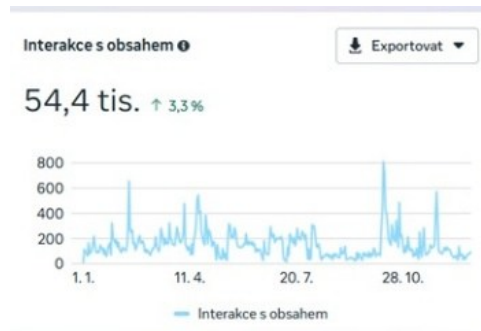 Interakce s obsahem
Exportovat
54,4 tis. ↑ 3,3 %
800
600
400
200
0
1. 1.
11. 4.
20. 7.
28. 10.
Interakce s obsahem